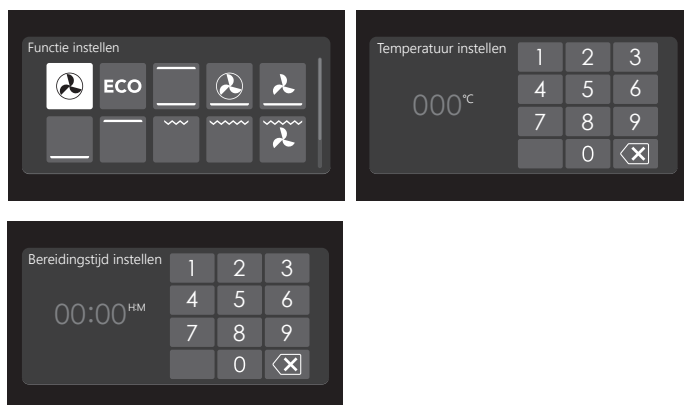 Functie instellen
ECO
Temperatuur instellen
000°C
1 2 3
4 5 6
7 8 9
0
Bereidingstijd instellen
00:00 H:M
1 2 3
4 5 6
7 8 9
0